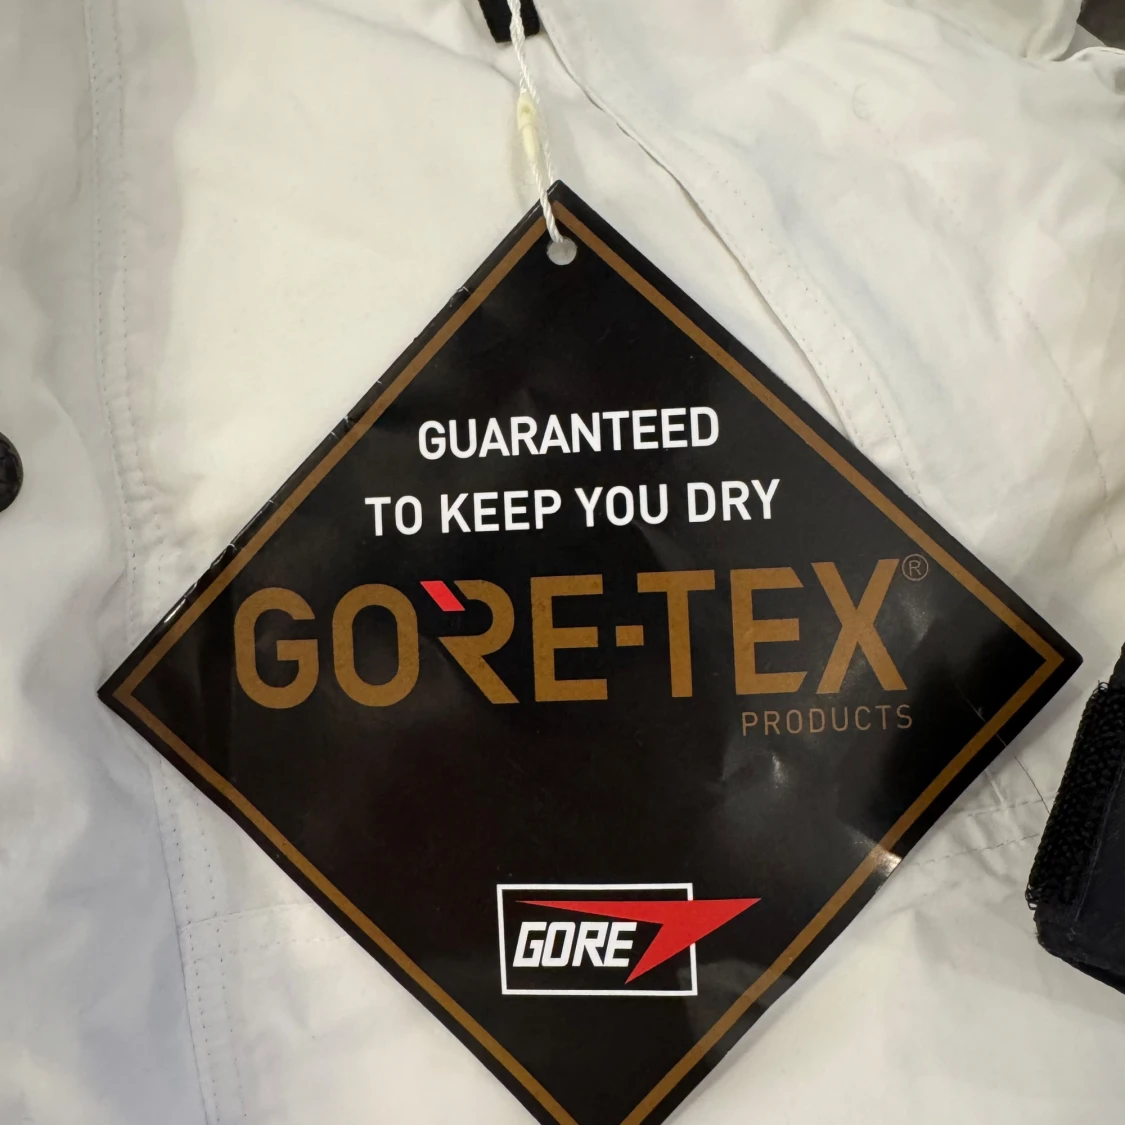 GUARANTEED
TO KEEP YOU DRY
GORE-TEX®
PRODUCTS
GORE